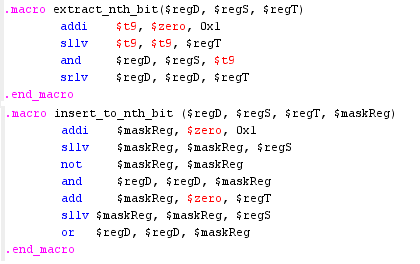 .macro extract_nth_bit($regD, $regS, $regT)
addi $t9, $zero, 0x1
sllv $t9, $t9, $regT
and $regD, $regS, $t9
srlv $regD, $regD, $regT
.end_macro
.macro insert_to_nth_bit ($regD, $regS, $regT, $maskReg)
addi $maskReg, $zero, 0x1
sllv $maskReg, $maskReg, $regS
not $maskReg, $maskReg
and $regD, $regD, $maskReg
add $maskReg, $zero, $regT
sllv $maskReg, $maskReg, $regS
or $regD, $regD, $maskReg
.end_macro